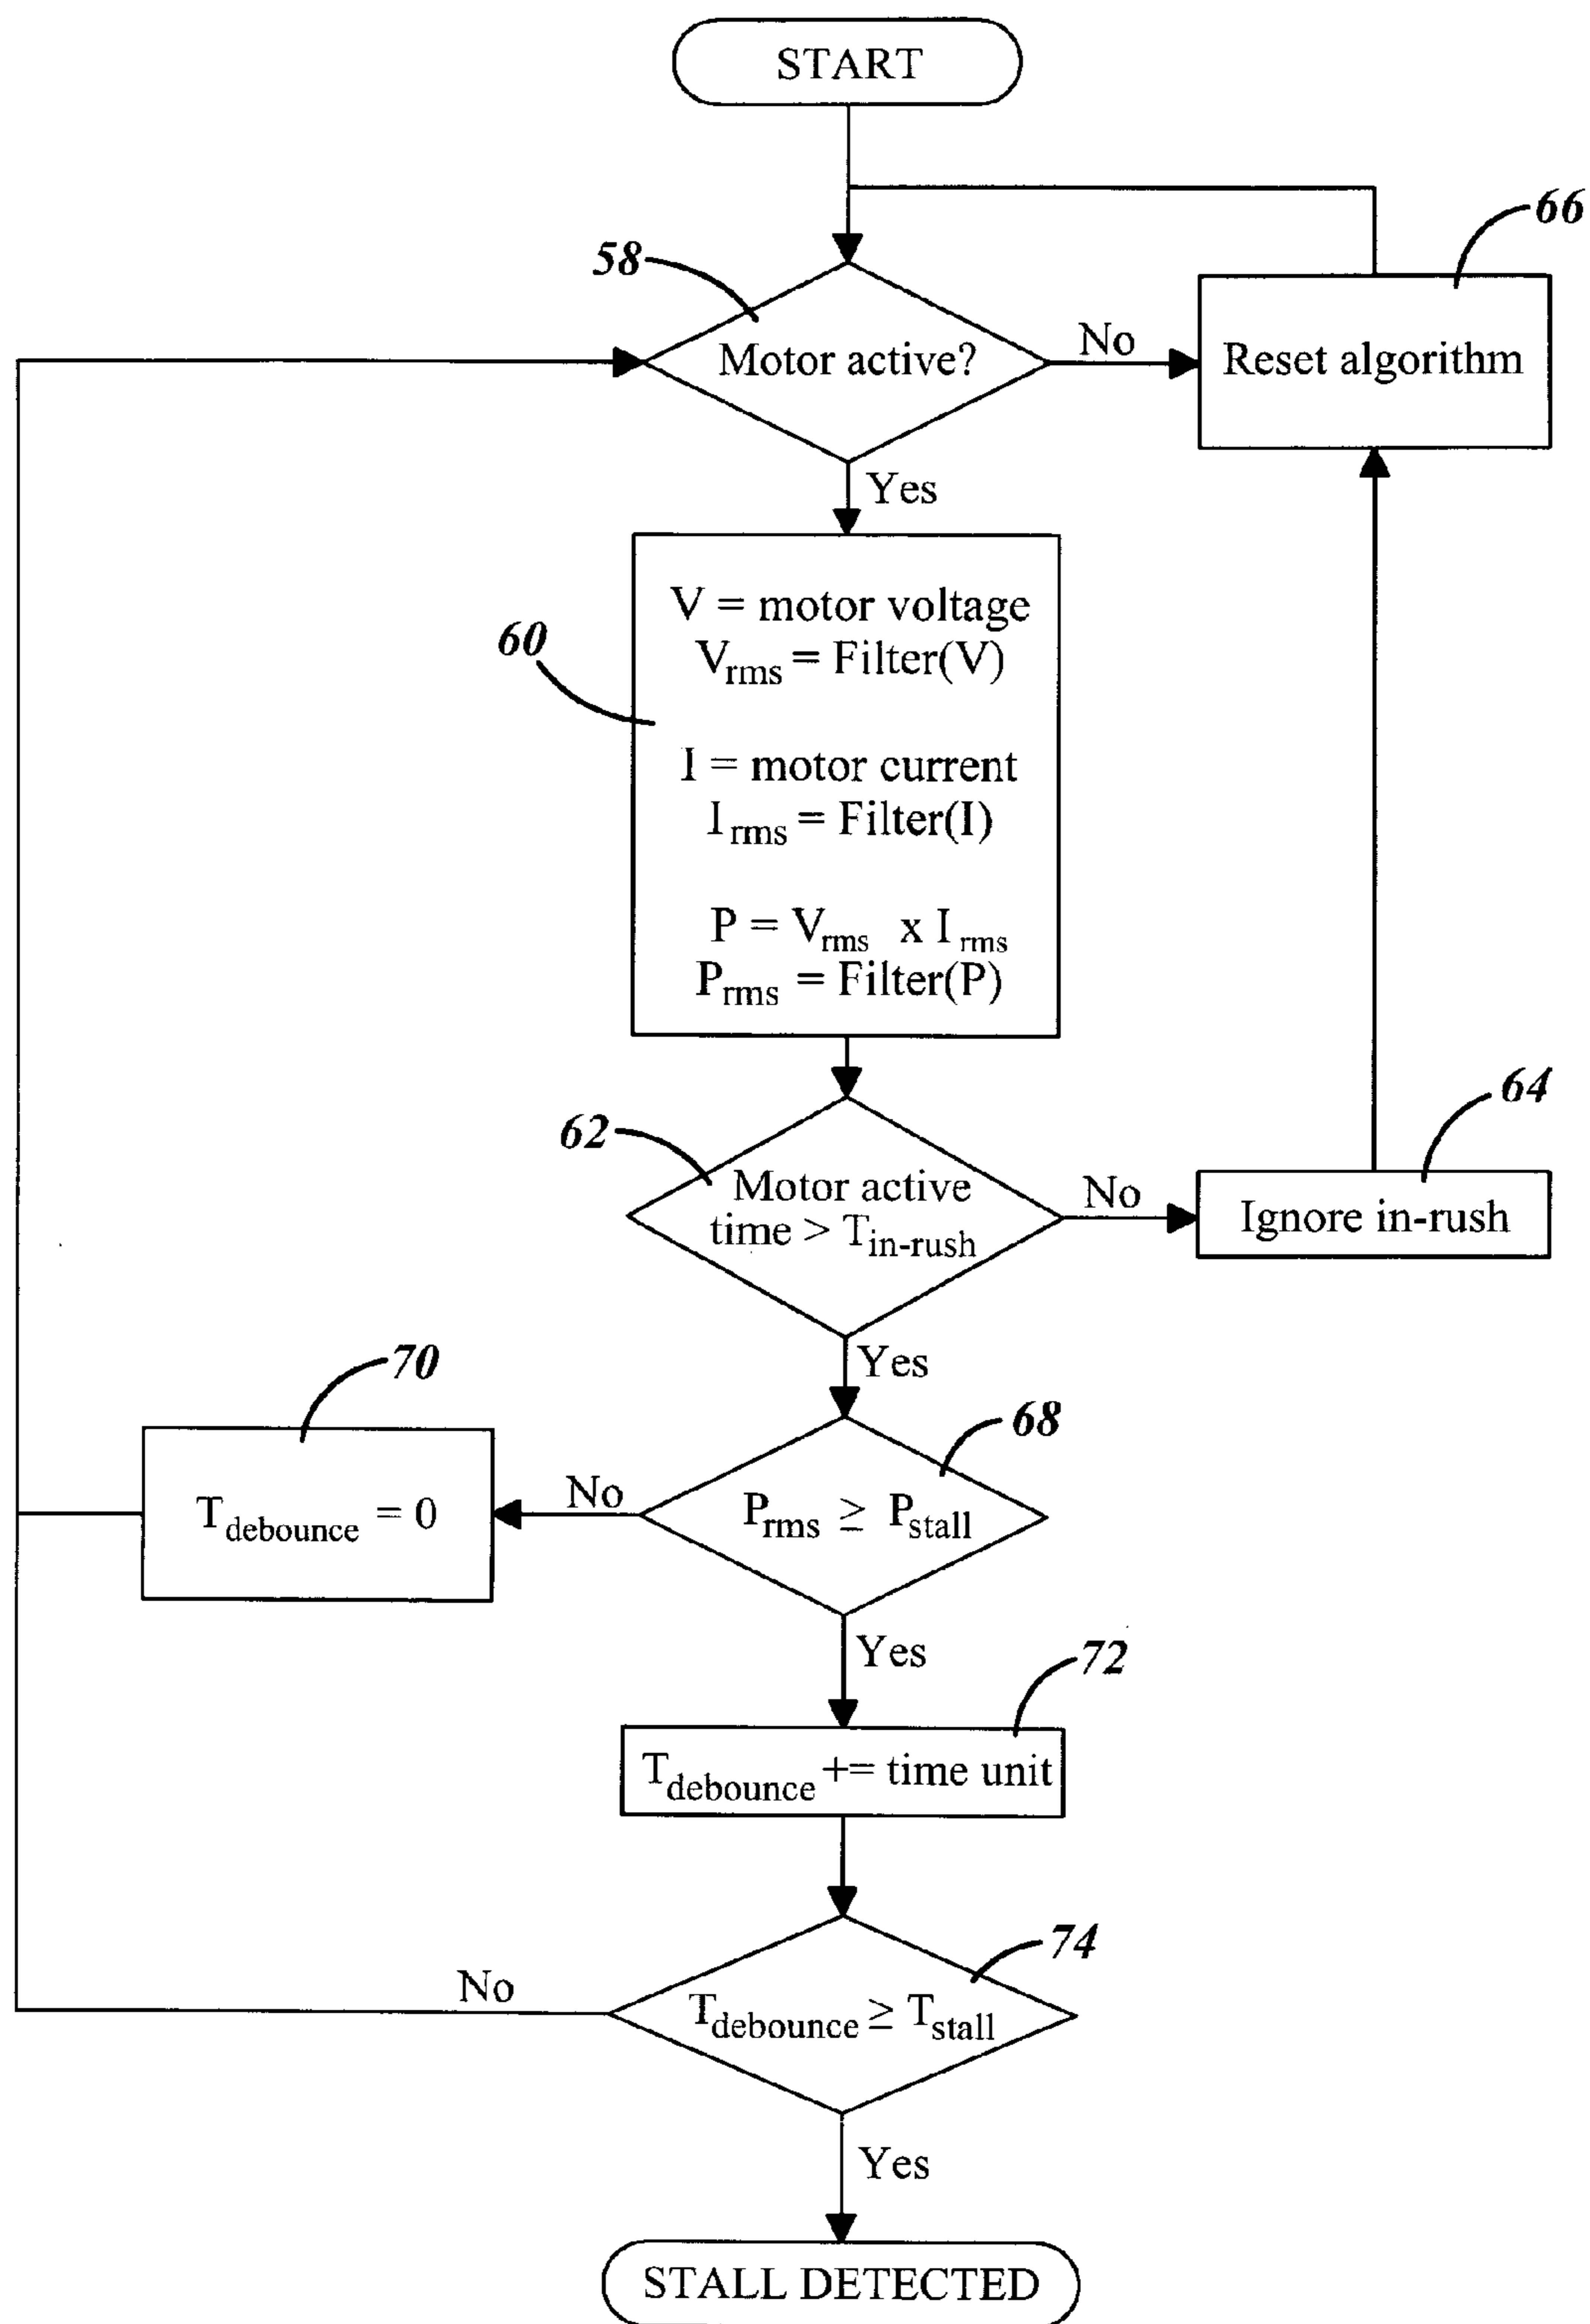 START
66
58
Motor active?
No
Reset algorithm
Yes
V = motor voltage
Vrms = Filter(V)
60
I = motor current
Irms = Filter(I)
P = Vrms x Irms
Prms = Filter(P)
64
62
Motor active
time > Tin-rush
No
Ignore in-rush
Yes
70
68
Prms ≥ Pstall
No
Tdebounce = 0
Yes
72
Tdebounce += time unit
74
Tdebounce ≥ Tstall
No
Yes
STALL DETECTED